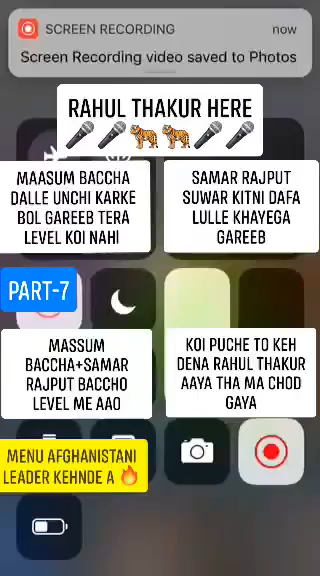 SCREEN RECORDING
now
Screen Recording video saved to Photos
RAHUL THAKUR HERE
🎤🎤🐅🐅🎤🎤
MAASUM BACCHA
DALLE UNCHI KARKE
BOL GAREEB TERA
LEVEL KOI NAHI
SAMAR RAJPUT
SUWAR KITNI DAFA
LULLE KHAYEGA
GAREEB
PART-7
MASSUM
BACCHA+SAMAR
RAJPUT BACCHO
LEVEL ME AAO
KOI PUCHE TO KEH
DENA RAHUL THAKUR
AAYA THA MA CHOD
GAYA
MENU AFGHANISTANI
LEADER KEHNDE A 🔥